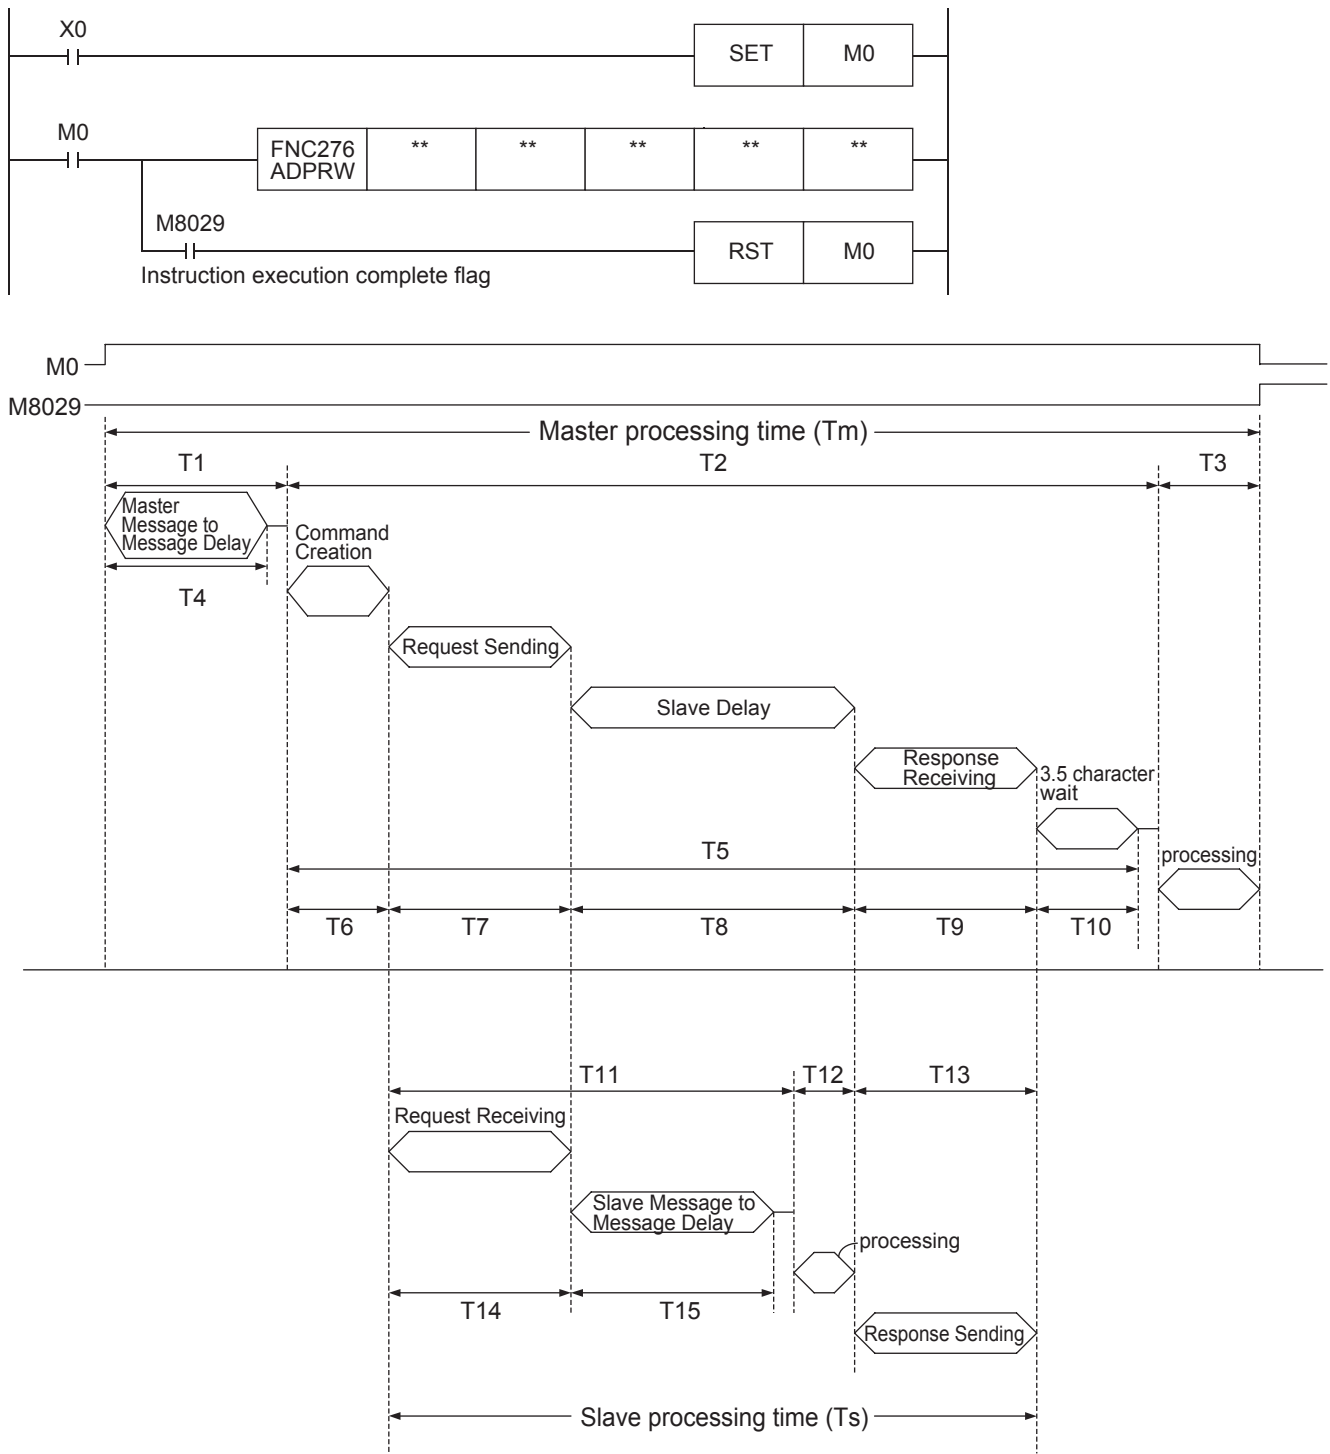 X0
SET M0
M0
FNC276
ADPRW
** ** ** ** **
M8029
RST M0
Instruction execution complete flag
M0
M8029
Master processing time (Tm)
T1 T2 T3
Master
Message to
Message Delay
Command
Creation
T4
Request Sending
Slave Delay
Response
Receiving
3.5 character
wait
T5
processing
T6 T7 T8 T9 T10
T11 T12 T13
Request Receiving
Slave Message to
Message Delay
processing
T14 T15
Response Sending
Slave processing time (Ts)